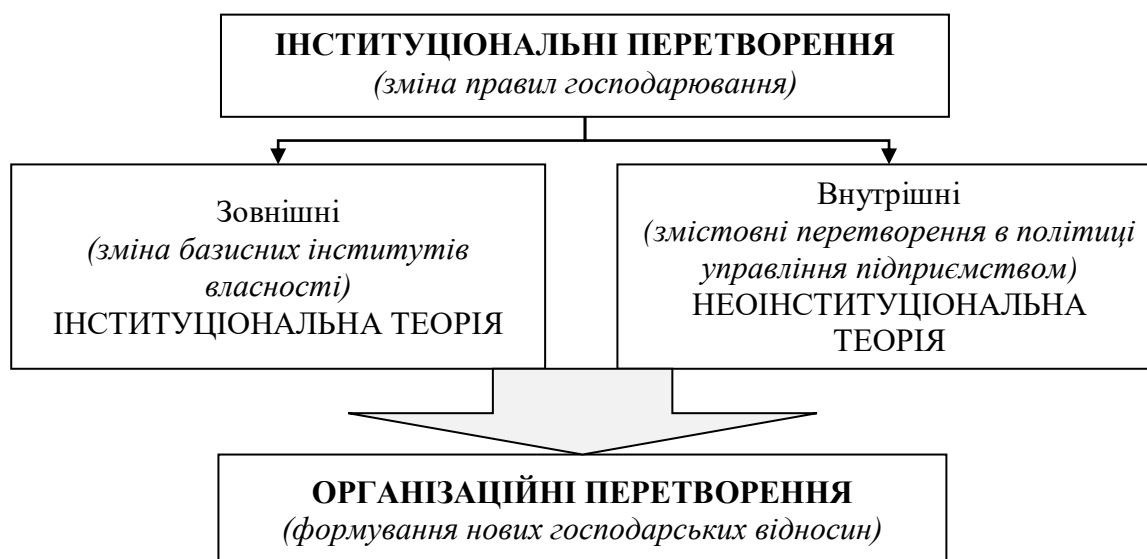 ІНСТИТУЦІОНАЛЬНІ ПЕРЕТВОРЕННЯ
(зміна правил господарювання)
Зовнішні
(зміна базисних інститутів
власності)
ІНСТИТУЦІОНАЛЬНА ТЕОРІЯ
Внутрішні
(змістовні перетворення в політиці
управління підприємством)
НЕОІНСТИТУЦІОНАЛЬНА
ТЕОРІЯ
ОРГАНІЗАЦІЙНІ ПЕРЕТВОРЕННЯ
(формування нових господарських відносин)